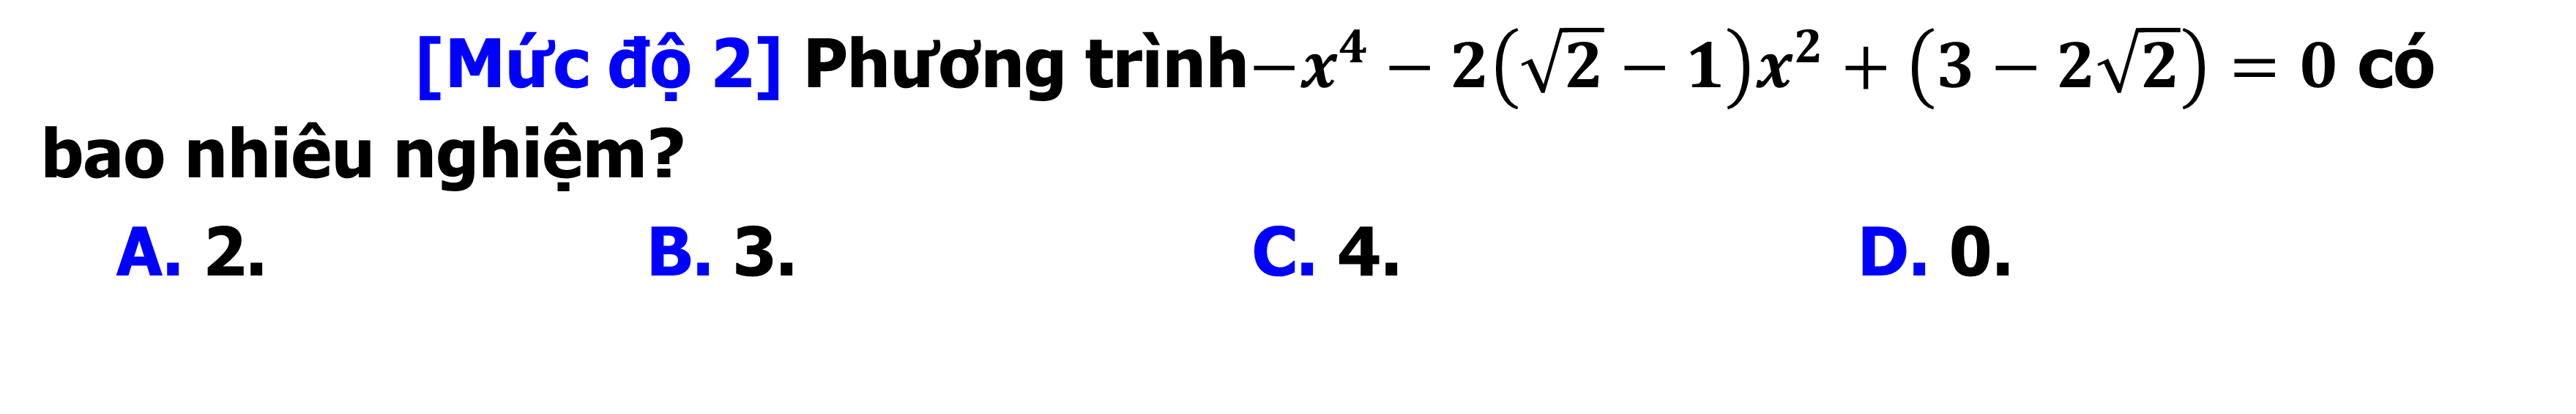 [Mức độ 2] Phương trình−x⁴ − 2(√2 − 1)x² + (3 − 2√2) = 0 có
bao nhiêu nghiệm?
A. 2. B. 3. C. 4. D. 0.